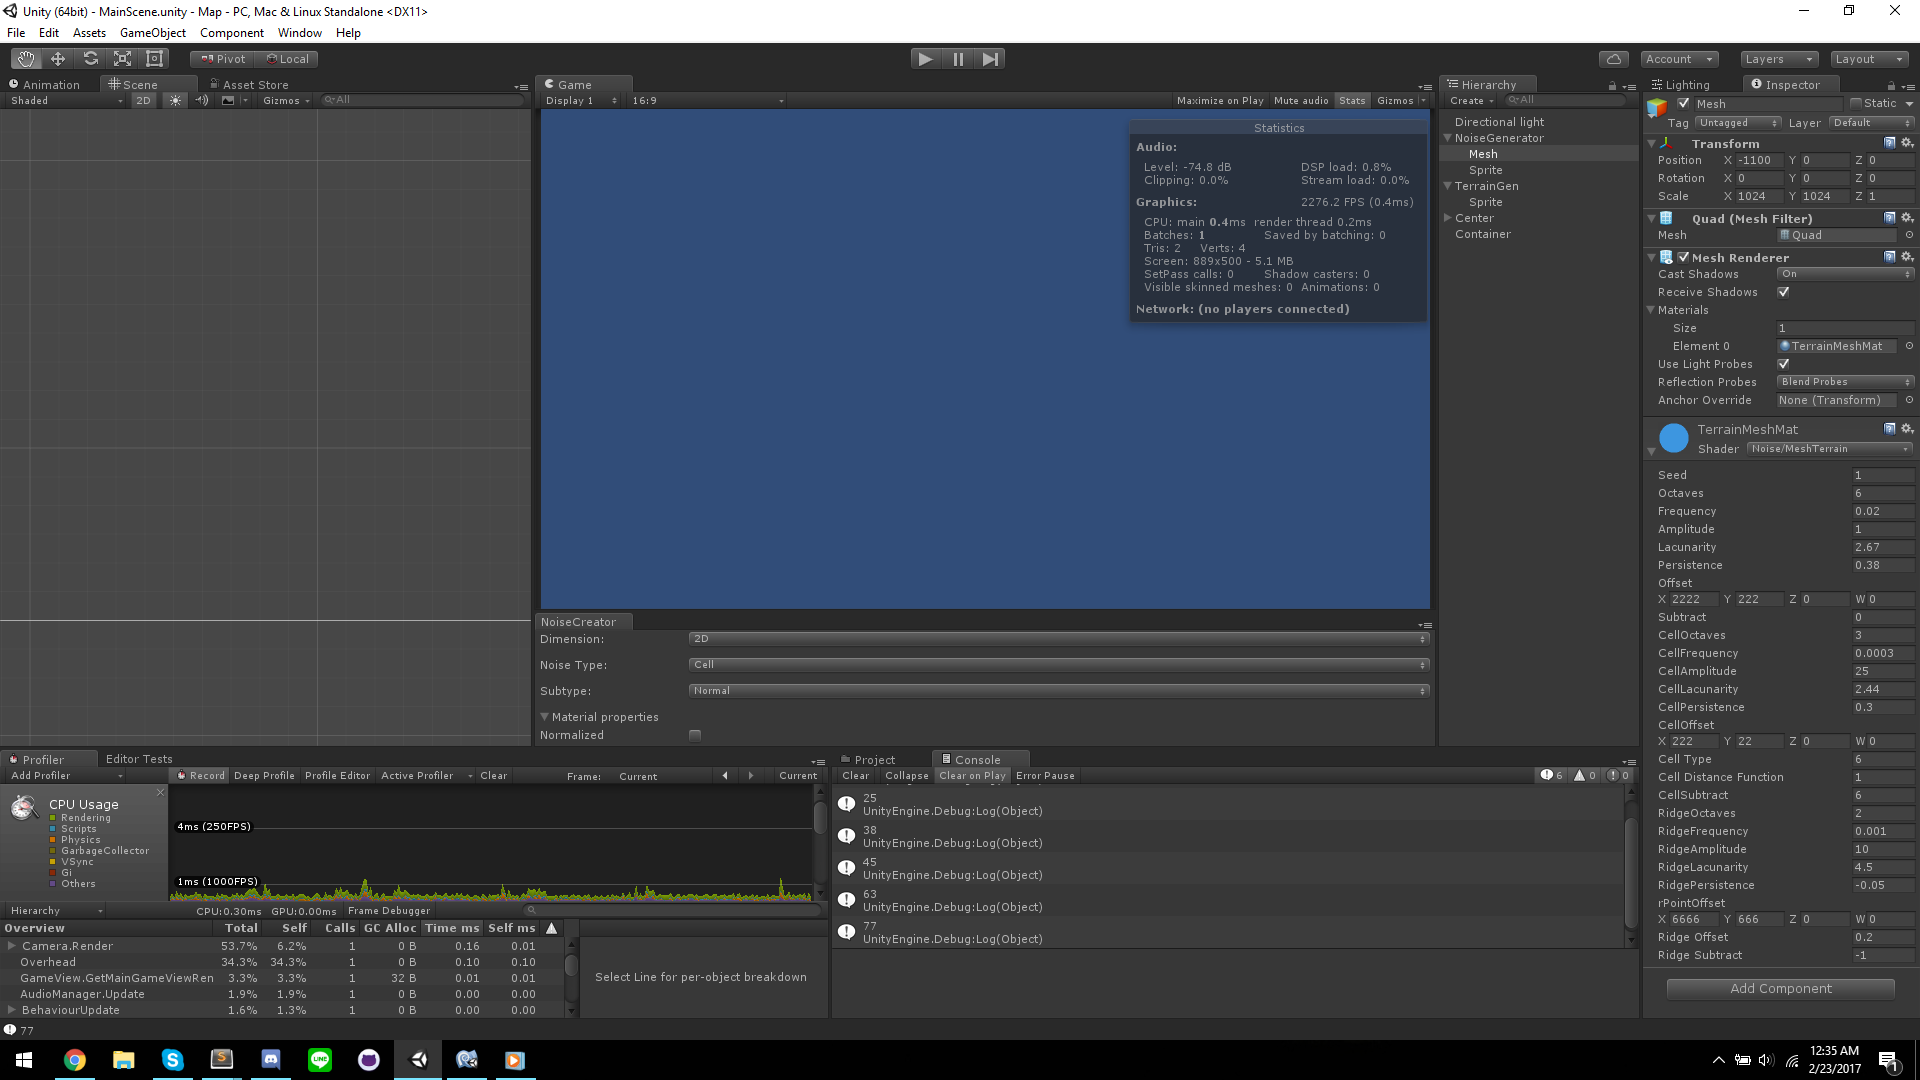 Unity (64bit) - MainScene.unity - Map - PC, Mac & Linux Standalone <DX11>
File Edit Assets GameObject Component Window Help
Pivot Local Account Layers Layout
Animation Scene Asset Store
Shaded 2D Gizmos All
Game
Display 1 16:9 Maximize on Play Mute audio Stats Gizmos
Statistics
Audio:
Level: -74.8 dB DSP load: 0.8%
Clipping: 0.0% Stream load: 0.0%
Graphics: 2276.2 FPS (0.4ms)
CPU: main 0.4ms render thread 0.2ms
Batches: 1 Saved by batching: 0
Tris: 2 Verts: 4
Screen: 889x500 - 5.1 MB
SetPass calls: 0 Shadow casters: 0
Visible skinned meshes: 0 Animations: 0
Network: (no players connected)
Hierarchy
Create All
Directional light
NoiseGenerator
Mesh
Sprite
TerrainGen
Sprite
Center
Container
Lighting Inspector
Mesh Static
Tag Untagged Layer Default
Transform
Position X -1100 Y 0 Z 0
Rotation X 0 Y 0 Z 0
Scale X 1024 Y 1024 Z 1
Quad (Mesh Filter)
Mesh Quad
Mesh Renderer
Cast Shadows On
Receive Shadows
Materials
Size 1
Element 0 TerrainMeshMat
Use Light Probes
Reflection Probes Blend Probes
Anchor Override None (Transform)
TerrainMeshMat
Shader Noise/MeshTerrain
Seed 1
Octaves 6
Frequency 0.02
Amplitude 1
Lacunarity 2.67
Persistence 0.38
Offset
X 2222 Y 222 Z 0 W 0
Subtract 0
CellOctaves 3
CellFrequency 0.0003
CellAmplitude 25
CellLacunarity 2.44
CellPersistence 0.3
CellOffset
X 222 Y 22 Z 0 W 0
Cell Type 6
Cell Distance Function 1
CellSubtract 6
RidgeOctaves 2
RidgeFrequency 0.001
RidgeAmplitude 10
RidgeLacunarity 4.5
RidgePersistence -0.05
rPointOffset
X 6666 Y 666 Z 0 W 0
Ridge Offset 0.2
Ridge Subtract -1
Add Component
NoiseCreator
Dimension: 2D
Noise Type: Cell
Subtype: Normal
Material properties
Normalized
Profiler Editor Tests
Add Profiler Record Deep Profile Profile Editor Active Profiler Clear Frame: Current Current
CPU Usage
Rendering
Scripts
Physics
GarbageCollector
VSync
Gi
Others
4ms (250FPS)
1ms (1000FPS)
Hierarchy CPU:0.30ms GPU:0.00ms Frame Debugger
Overview Total Self Calls GC Alloc Time ms Self ms
Camera.Render 53.7% 6.2% 1 0 B 0.16 0.01
Overhead 34.3% 34.3% 1 0 B 0.10 0.10
GameView.GetMainGameViewRen 3.3% 3.3% 1 32 B 0.01 0.01
AudioManager.Update 1.9% 1.9% 1 0 B 0.00 0.00
BehaviourUpdate 1.6% 1.3% 1 0 B 0.00 0.00
Select Line for per-object breakdown
Project Console
Clear Collapse Clear on Play Error Pause 6 0 0
25
UnityEngine.Debug:Log(Object)
38
UnityEngine.Debug:Log(Object)
45
UnityEngine.Debug:Log(Object)
63
UnityEngine.Debug:Log(Object)
77
UnityEngine.Debug:Log(Object)
77
LINE
12:35 AM
2/23/2017
1